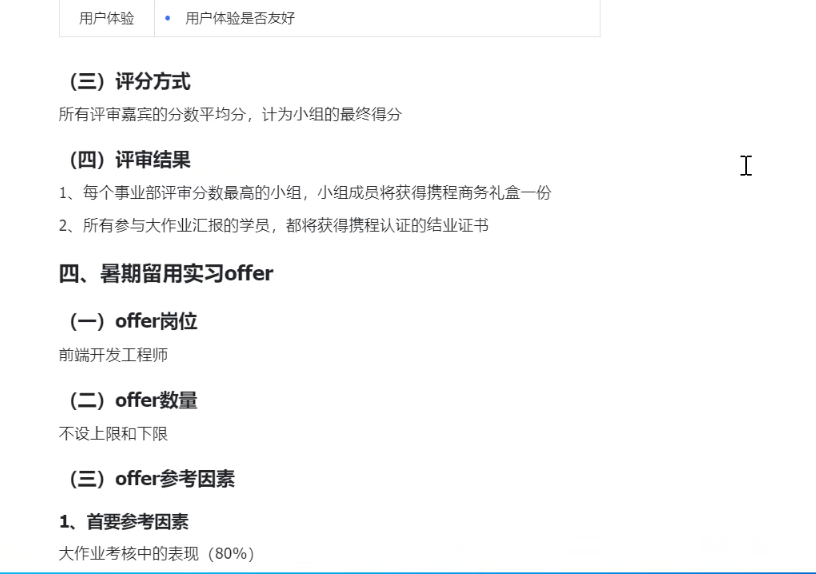 用户体验 • 用户体验是否友好
（三）评分方式
所有评审嘉宾的分数平均分，计为小组的最终得分
（四）评审结果
1、每个事业部评审分数最高的小组，小组成员将获得携程商务礼盒一份
2、所有参与大作业汇报的学员，都将获得携程认证的结业证书
四、暑期留用实习offer
（一）offer岗位
前端开发工程师
（二）offer数量
不设上限和下限
（三）offer参考因素
1、首要参考因素
大作业考核中的表现（80%）